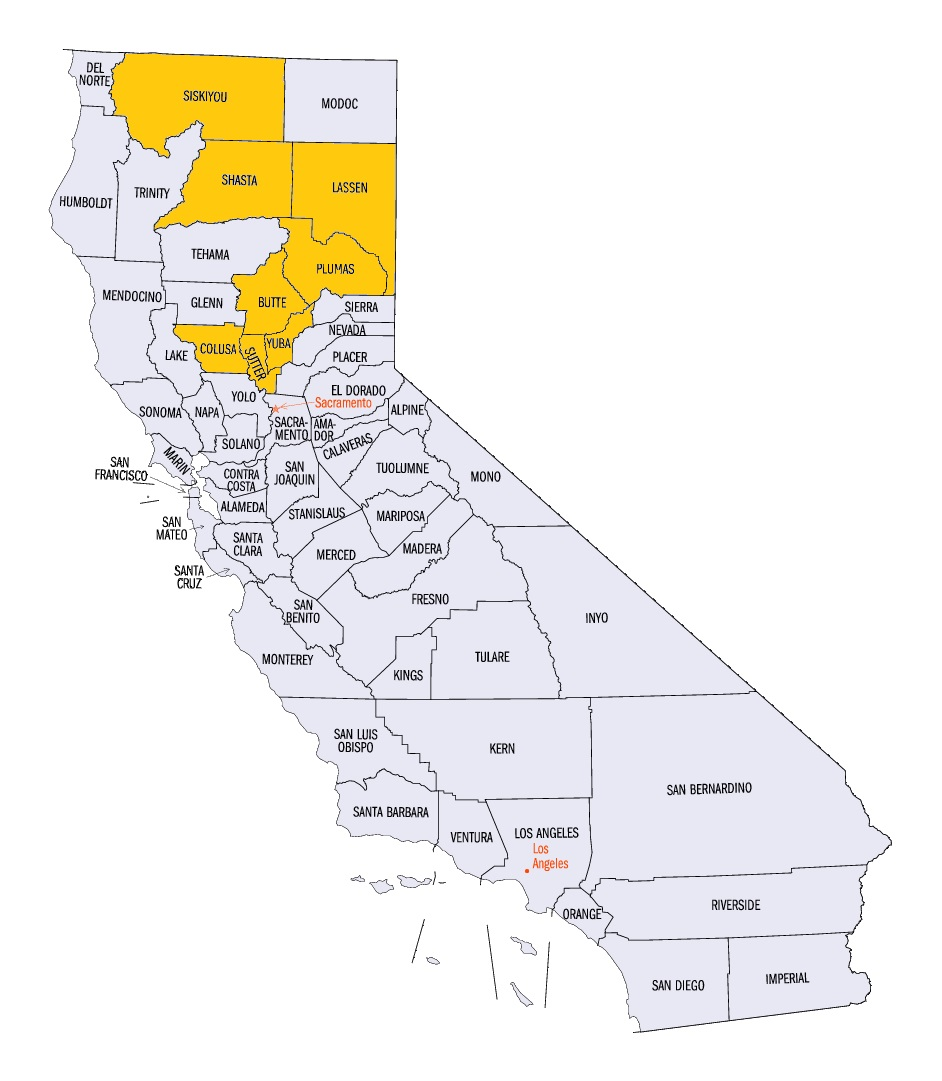 DEL
NORTE
SISKIYOU
MODOC
SHASTA
LASSEN
HUMBOLDT
TRINITY
TEHAMA
PLUMAS
MENDOCINO
GLENN
BUTTE
SIERRA
NEVADA
LAKE
COLUSA
SUTTER
YUBA
PLACER
YOLO
EL DORADO
Sacramento
SONOMA
NAPA
SACRA-
MENTO
AMA-
DOR
ALPINE
SOLANO
CALAVERAS
MARIN
SAN
FRANCISCO
CONTRA
COSTA
SAN
JOAQUIN
TUOLUMNE
MONO
ALAMEDA
STANISLAUS
MARIPOSA
SAN
MATEO
SANTA
CLARA
MERCED
MADERA
SANTA
CRUZ
SAN
BENITO
FRESNO
INYO
MONTEREY
KINGS
TULARE
SAN LUIS
OBISPO
KERN
SAN BERNARDINO
SANTA BARBARA
VENTURA
LOS ANGELES
Los
Angeles
ORANGE
RIVERSIDE
SAN DIEGO
IMPERIAL